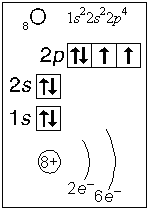 ₈O 1s²2s²2p⁴
2p ↑↓ ↑ ↑
2s ↑↓
1s ↑↓
8+
2e⁻ 6e⁻